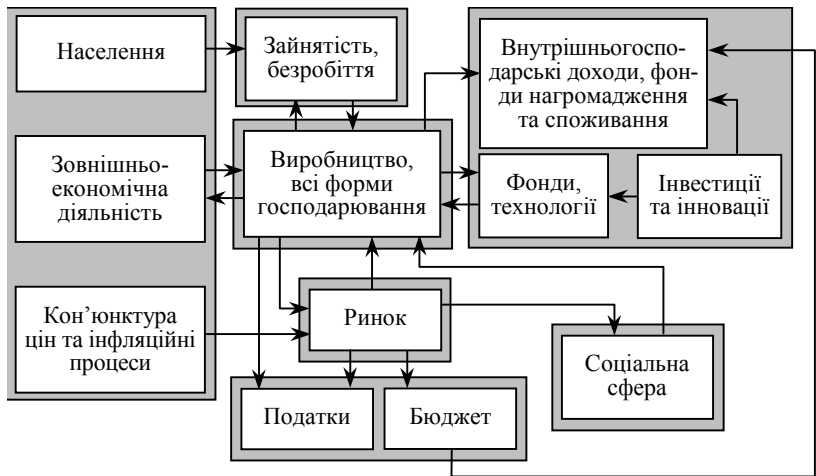 Населення
Зайнятість,
безробіття
Внутрішньогоспо-
дарські доходи, фон-
ди нагромадження
та споживання
Зовнішньо-
економічна
діяльність
Виробництво,
всі форми
господарювання
Фонди,
технології
Інвестиції
та інновації
Кон’юнктура
цін та інфляційні
процеси
Ринок
Соціальна
сфера
Податки
Бюджет